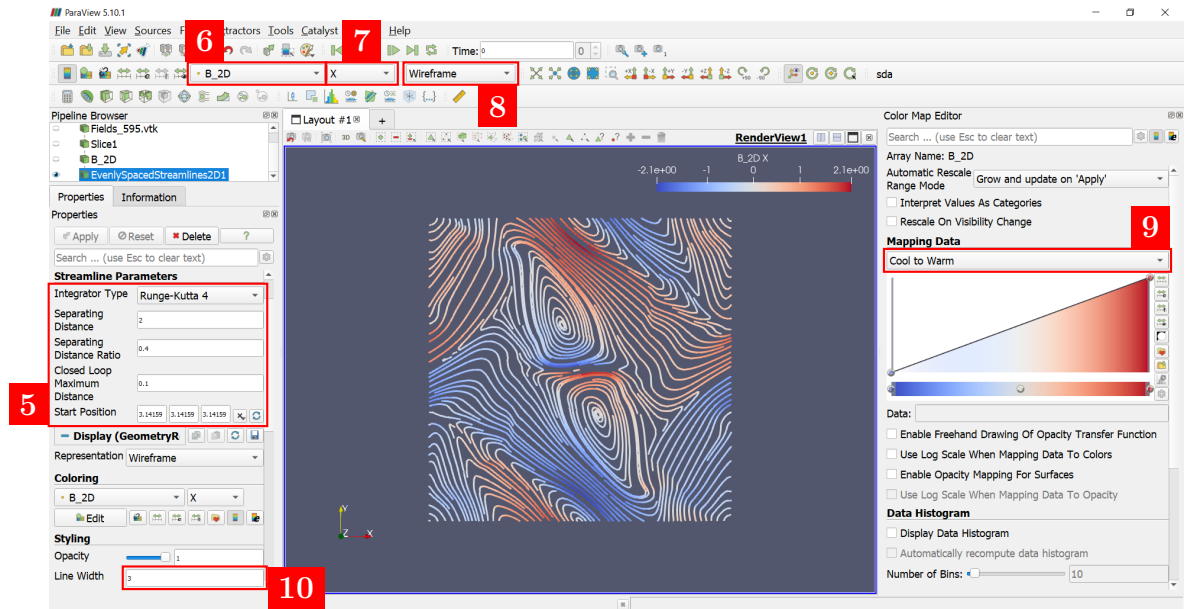 ParaView 5.10.1
File Edit View Sources F 6 tractors Tools Catalyst 7 Help
Time: 0 0
B_2D X Wireframe sda
8
Pipeline Browser
Fields_595.vtk
Slice1
B_2D
EvenlySpacedStreamlines2D1
Properties Information
Properties
Apply Reset Delete ?
Search ... (use Esc to clear text)
Streamline Parameters
Integrator Type Runge-Kutta 4
Separating
Distance 2
Separating
Distance Ratio 0.4
Closed Loop
Maximum
Distance 0.1
5
Start Position 3.14159 3.14159 3.14159
Display (GeometryR
Representation Wireframe
Coloring
B_2D X
Edit
Styling
Opacity 1
Line Width 3
10
Layout #1 +
3D RenderView1
B_2D X
-2.1e+00 -1 0 1 2.1e+00
Y
Z X
Color Map Editor
Search ... (use Esc to clear text)
Array Name: B_2D
Automatic Rescale
Range Mode Grow and update on 'Apply'
Interpret Values As Categories
Rescale On Visibility Change
9
Mapping Data
Cool to Warm
Data:
Enable Freehand Drawing Of Opacity Transfer Function
Use Log Scale When Mapping Data To Colors
Enable Opacity Mapping For Surfaces
Use Log Scale When Mapping Data To Opacity
Data Histogram
Display Data Histogram
Automatically recompute data histogram
Number of Bins: 10